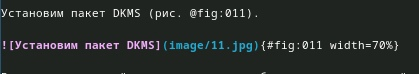 Установим пакет DKMS (рис. @fig:011).
![Установим пакет DKMS](image/11.jpg){#fig:011 width=70%}